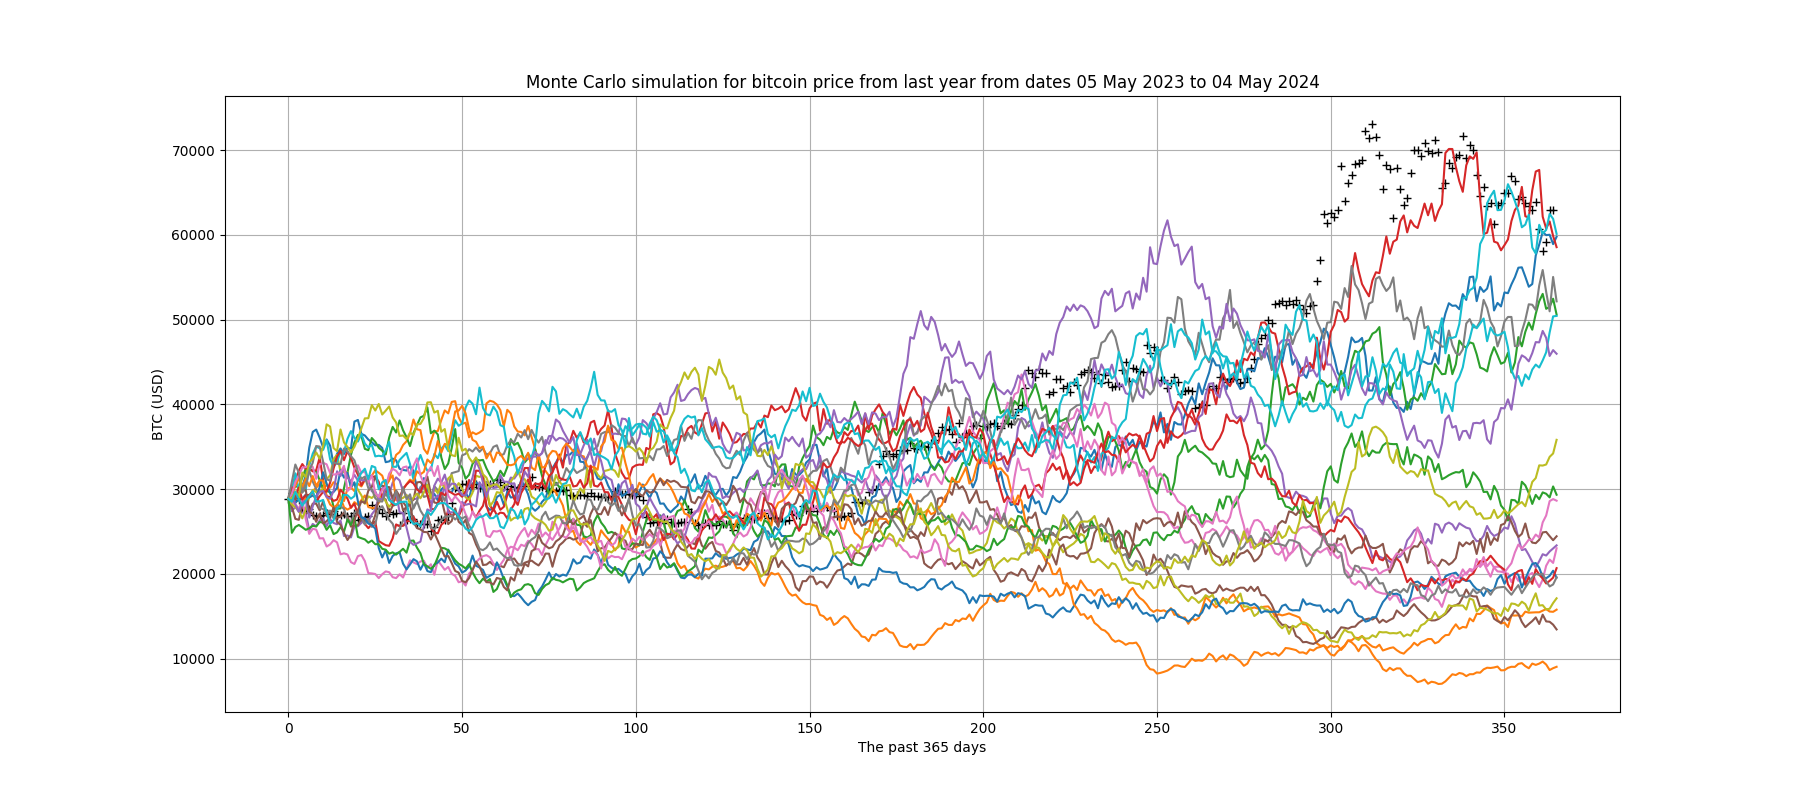 Monte Carlo simulation for bitcoin price from last year from dates 05 May 2023 to 04 May 2024
BTC (USD)
70000
60000
50000
40000
30000
20000
10000
0 50 100 150 200 250 300 350
The past 365 days